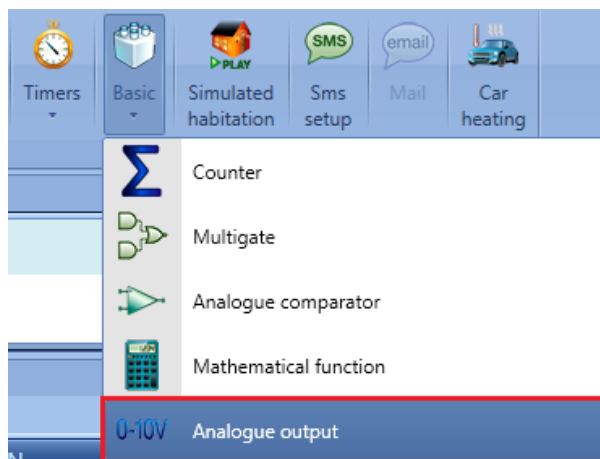 PLAY
SMS
email
Timers
Basic
Simulated
habitation
Sms
setup
Mail
Car
heating
Counter
Multigate
Analogue comparator
Mathematical function
0-10V Analogue output